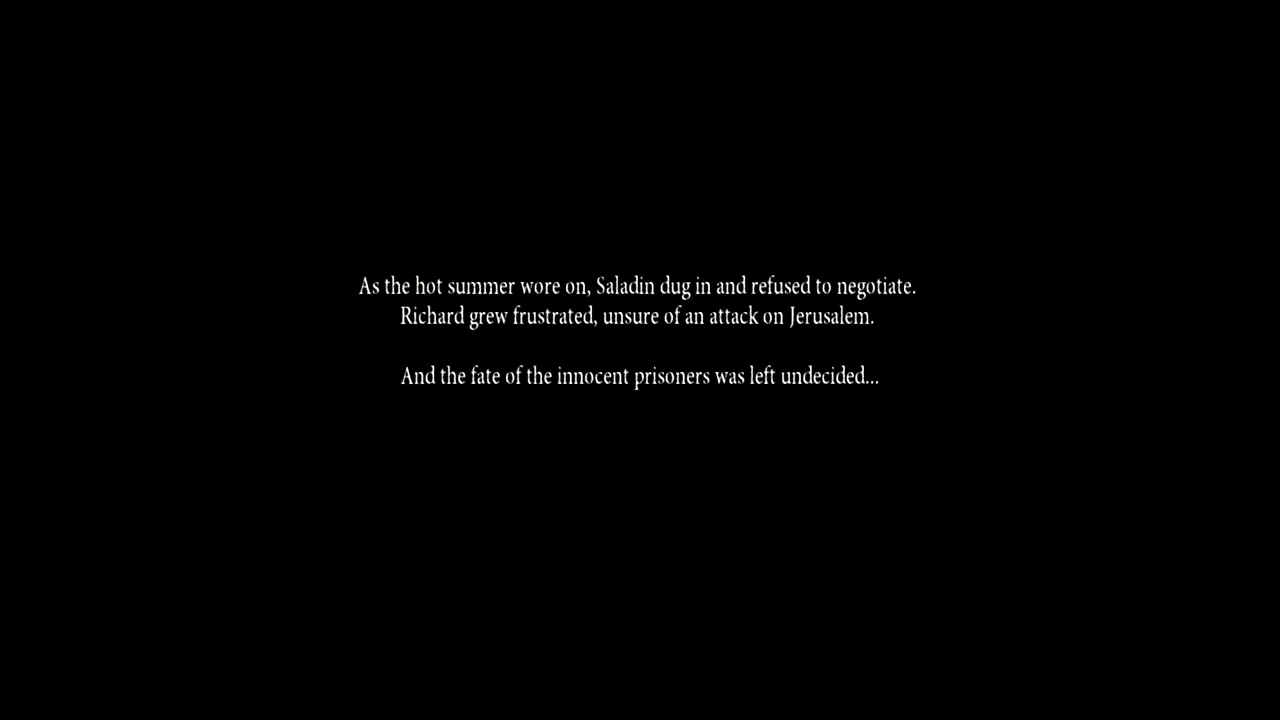 As the hot summer wore on, Saladin dug in and refused to negotiate.
Richard grew frustrated, unsure of an attack on Jerusalem.
And the fate of the innocent prisoners was left undecided...